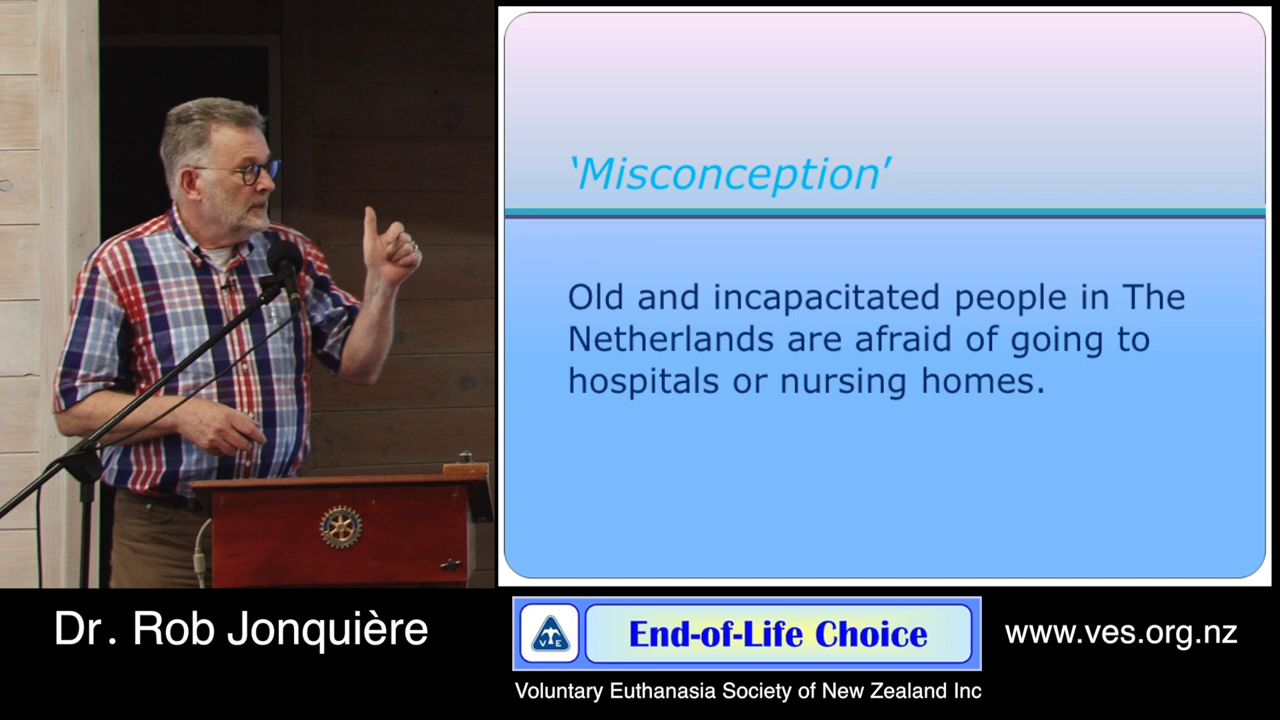 ‘Misconception’
Old and incapacitated people in The
Netherlands are afraid of going to
hospitals or nursing homes.
Dr. Rob Jonquière
VE
End-of-Life Choice
www.ves.org.nz
Voluntary Euthanasia Society of New Zealand Inc